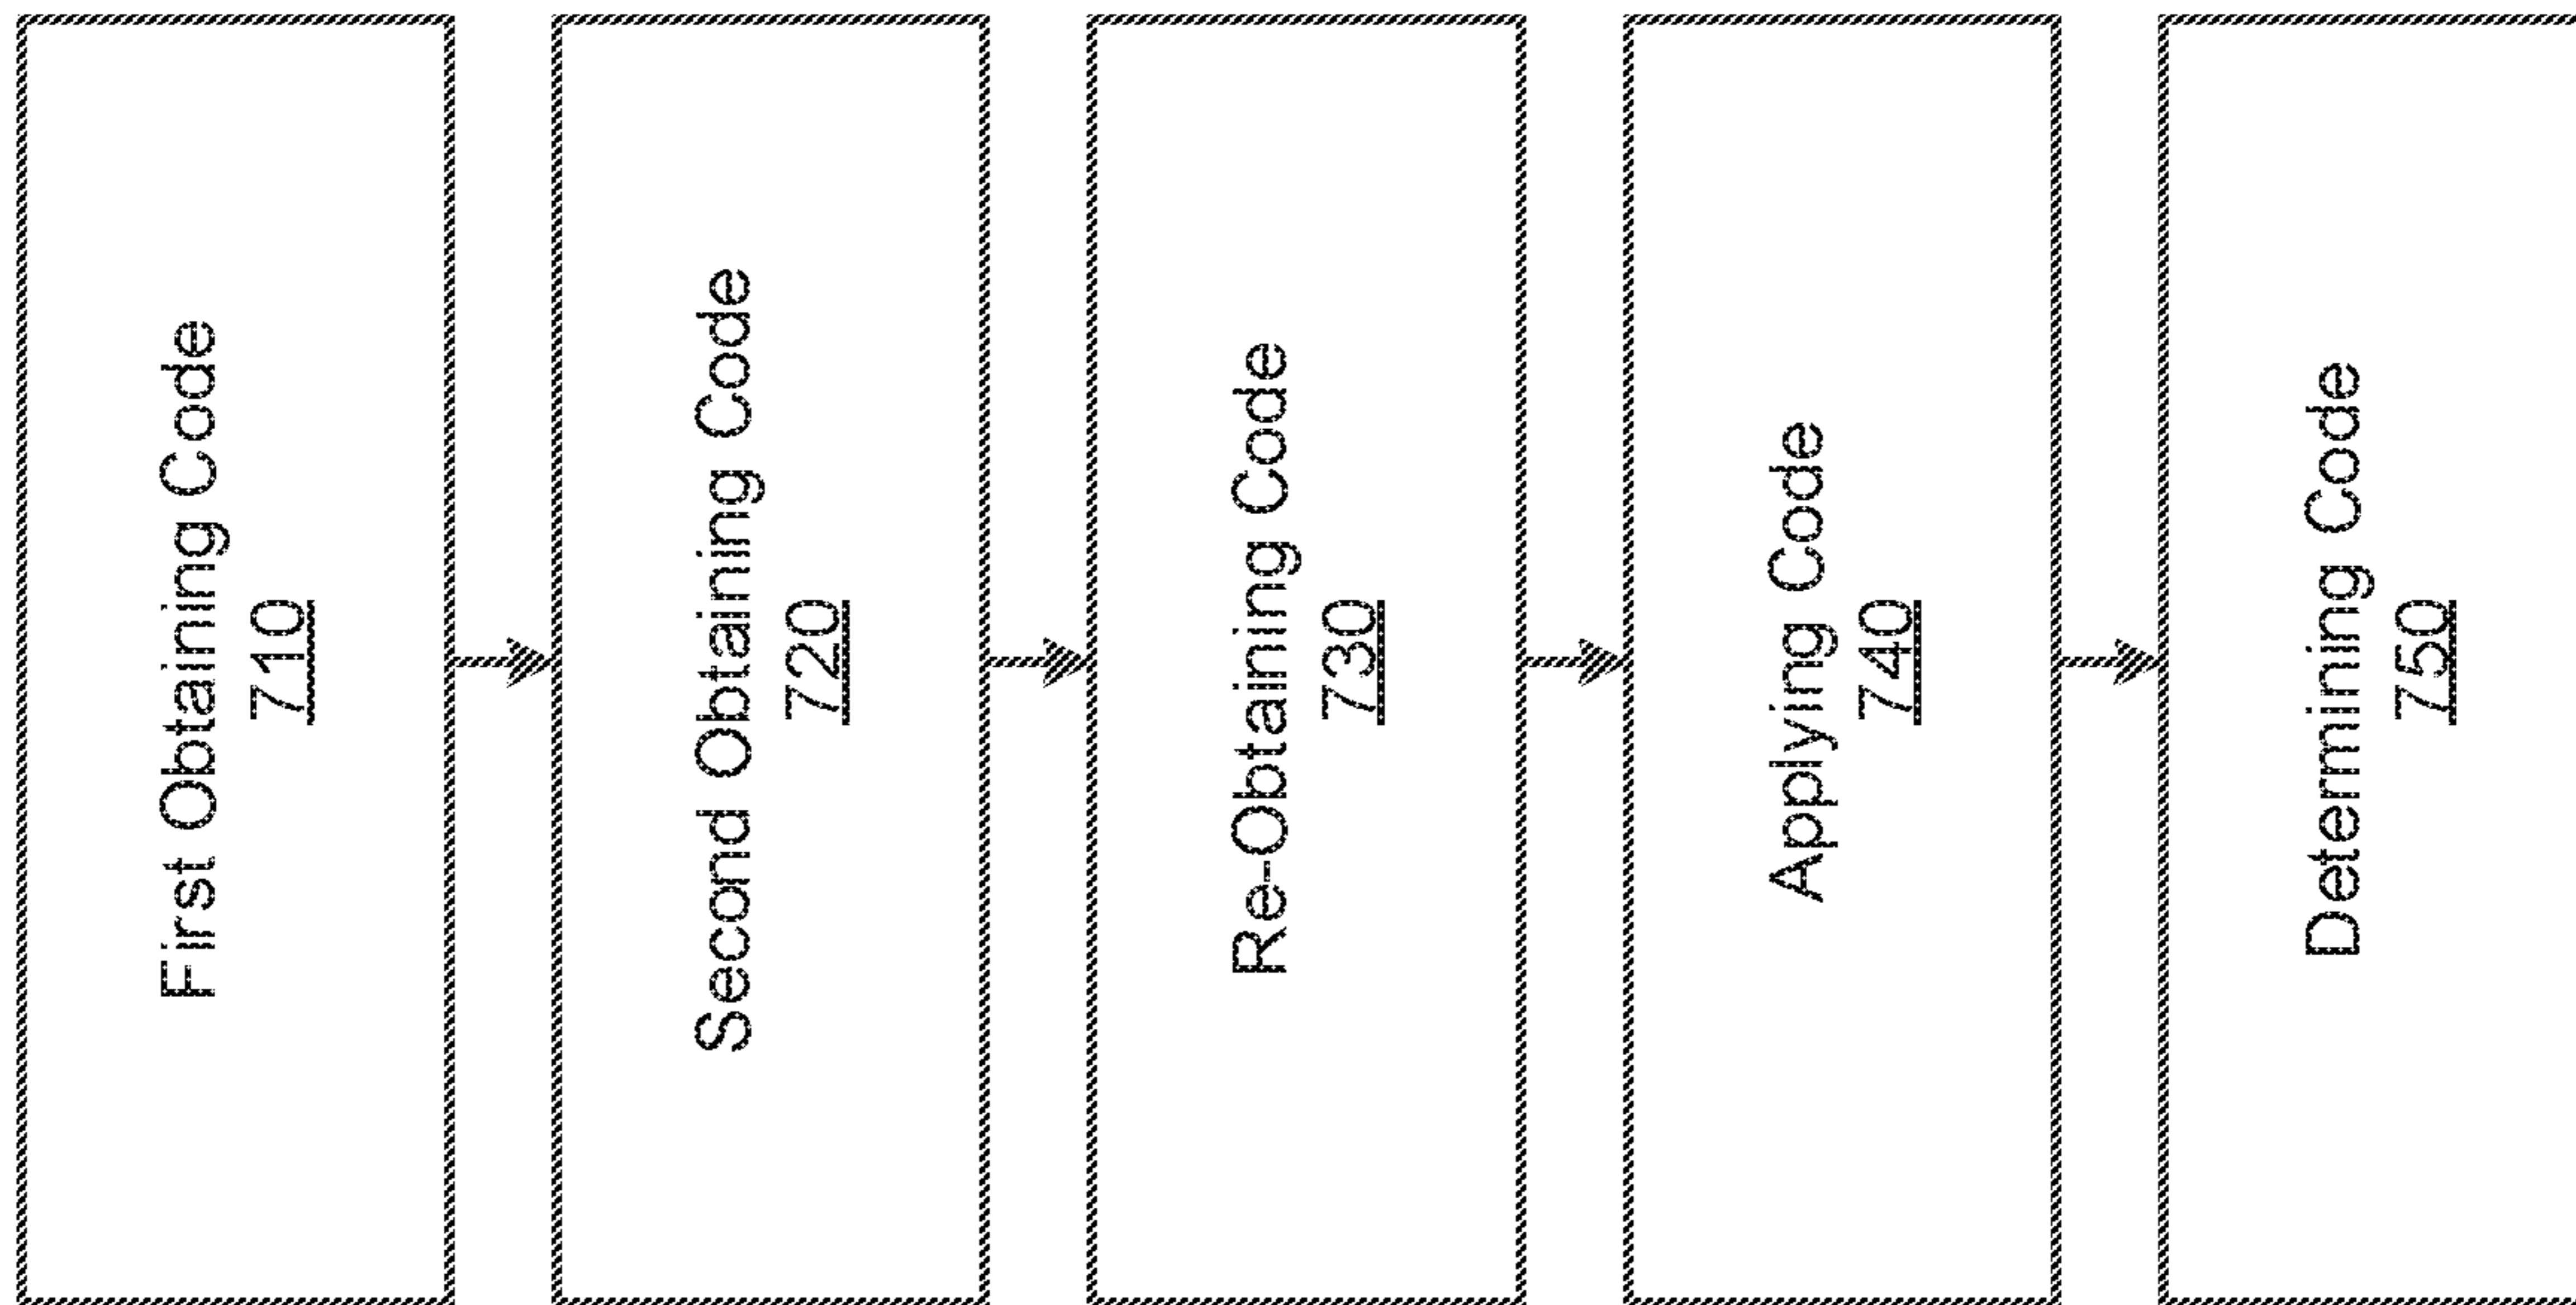 First Obtaining Code
710
Second Obtaining Code
720
Re-Obtaining Code
730
Applying Code
740
Determining Code
750